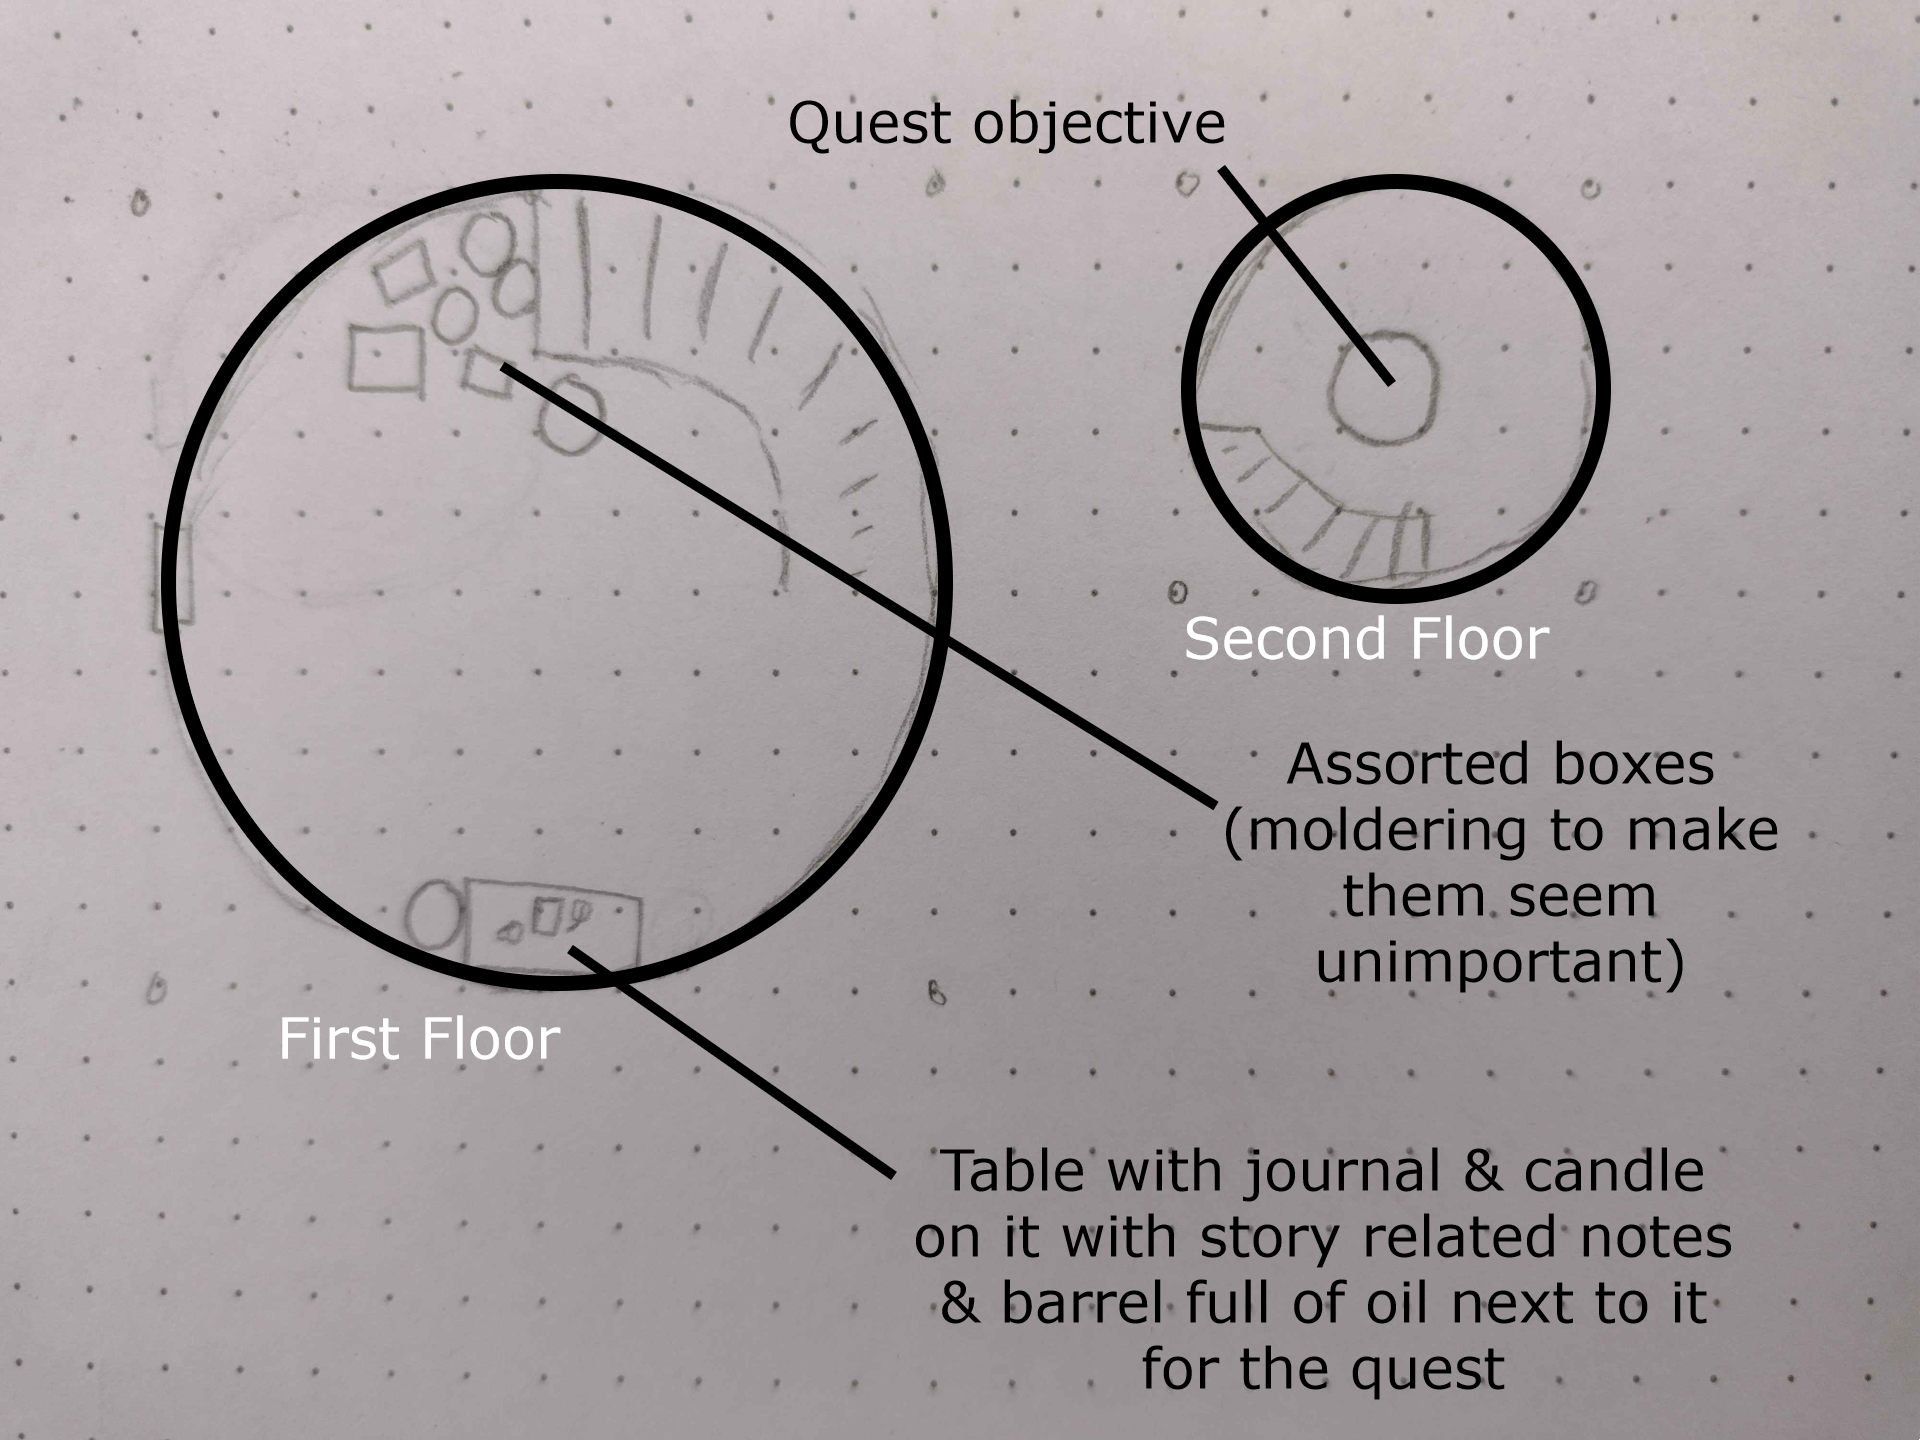 Quest objective
Second Floor
Assorted boxes
(moldering to make
them seem
unimportant)
First Floor
Table with journal & candle
on it with story related notes
& barrel full of oil next to it
for the quest